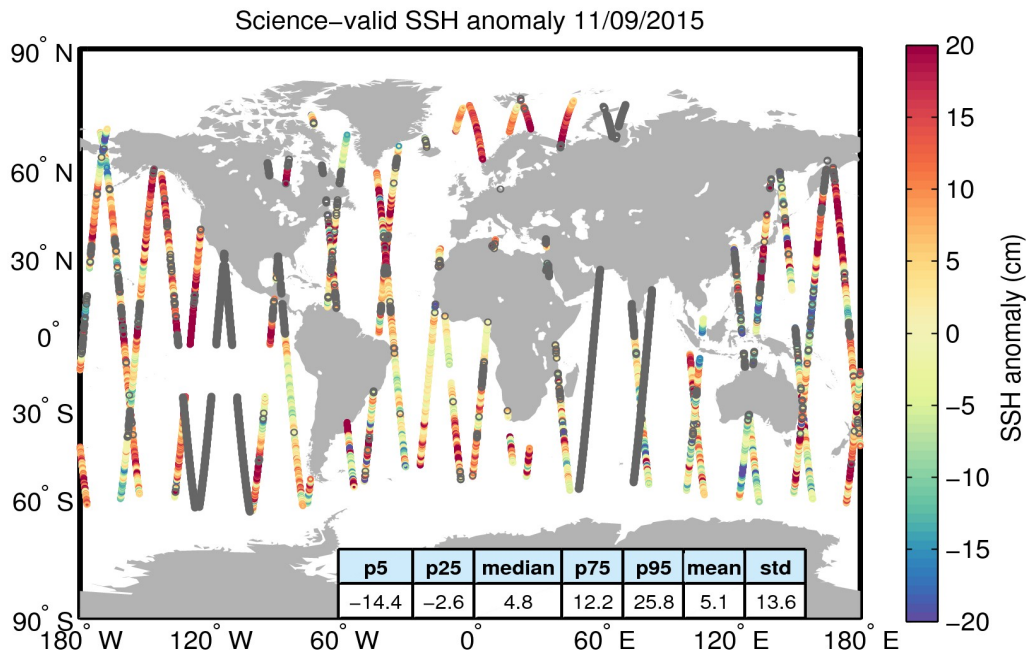 Science−valid SSH anomaly 11/09/2015
90° N
60° N
30° N
0°
30° S
60° S
90° S
180° W 120° W 60° W 0° 60° E 120° E 180° E
p5 p25 median p75 p95 mean std
−14.4 −2.6 4.8 12.2 25.8 5.1 13.6
20
15
10
5
0
−5
−10
−15
−20
SSH anomaly (cm)